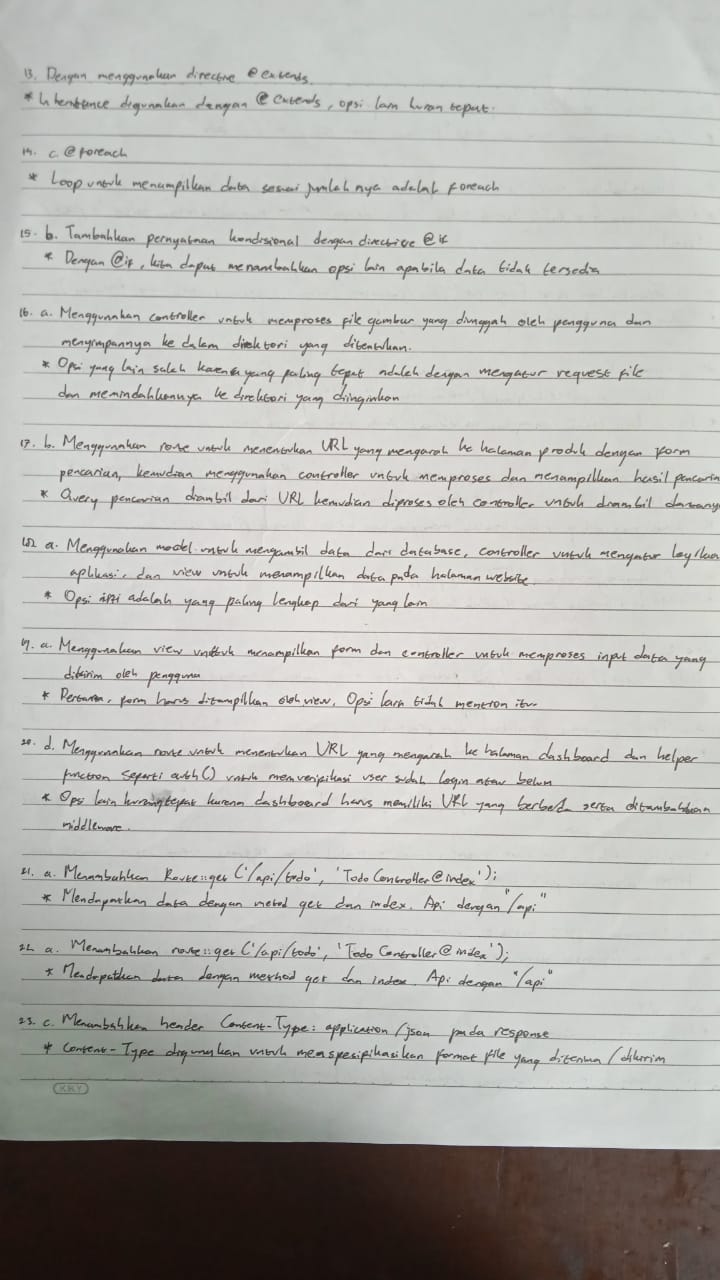 13. Dengan menggunakan directive @extends.
* Inheritence digunakan dengan @extends, opsi lain kurang tepat.
14. c. @foreach
* Loop untuk menampilkan data sesuai jumlahnya adalah foreach
15. b. Tambahkan pernyataan kondisional dengan directive @if
* Dengan @if, kita dapat menambahkan opsi lain apabila data tidak tersedia
16. a. Menggunakan controller untuk memproses file gambar yang diunggah oleh pengguna dan
menyimpannya ke dalam direktori yang ditentukan.
* Opsi yang lain salah karena yang paling tepat adalah dengan mengatur request file
dan memindahkannya ke direktori yang diinginkan
17. b. Menggunakan route untuk menentukan URL yang mengarah ke halaman produk dengan form
pencarian, kemudian menggunakan controller untuk memproses dan menampilkan hasil pencarian
* Query pencarian diambil dari URL kemudian diproses oleh controller untuk diambil datanya
a. Menggunakan model untuk mengambil data dari database, controller untuk mengatur
aplikasi, dan view untuk menampilkan data pada halaman website.
* Opsi adalah yang paling lengkap dari yang lain
19. a. Menggunakan view untuk menampilkan form dan controller untuk memproses input data yang
dikirim oleh pengguna
* Pertama, form harus ditampilkan oleh view. Opsi lain tidak mention itu
20. d. Menggunakan route untuk menentukan URL yang mengarah ke halaman dashboard dan helper
function seperti auth() untuk memverifikasi user sudah login atau belum
* Opsi lain kurang tepat karena dashboard harus memiliki URL yang berbeda serta ditambahkan
middleware.
21. a. Menambahkan Route::get('/api/todo', 'TodoController@index');
* Mendapatkan data dengan metod get dan index. Api dengan "/api"
22. a. Menambahkan route::get('/api/todo', 'TodoController@index');
* Mendapatkan data dengan method get dan index. Api dengan "/api"
23. c. Menambahkan header Content-Type: application/json pada response
* Content-Type digunakan untuk menspesifikasikan format file yang diterima / dikirim
KKY